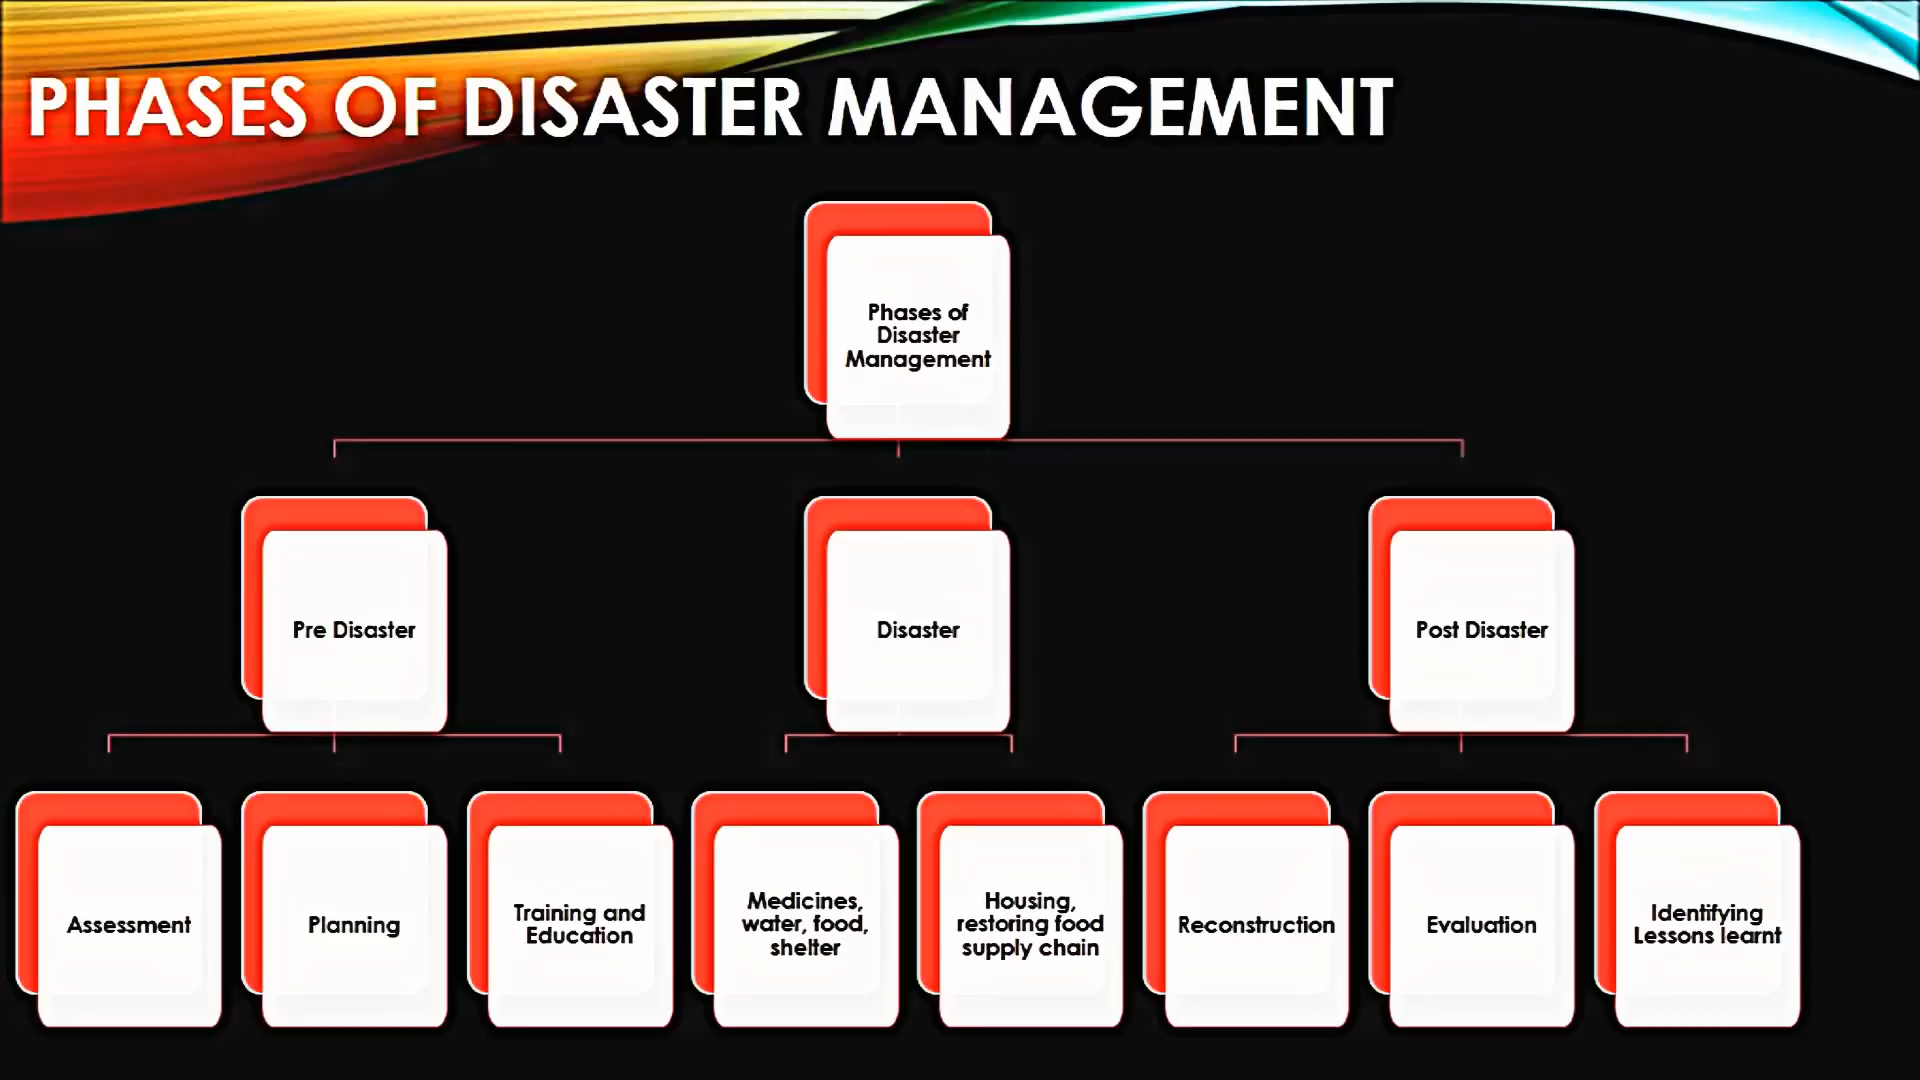 PHASES OF DISASTER MANAGEMENT
Phases of
Disaster
Management
Pre Disaster
Disaster
Post Disaster
Assessment
Planning
Training and
Education
Medicines,
water, food,
shelter
Housing,
restoring food
supply chain
Reconstruction
Evaluation
Identifying
Lessons learnt